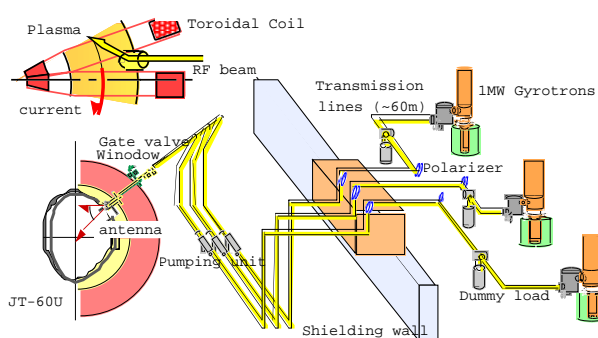 Toroidal Coil
Plasma
RF beam
current
Transmission
lines (~60m)
1MW Gyrotrons
Gate valve
Winodow
Polarizer
antenna
Pumping unit
JT-60U
Dummy load
Shielding wall